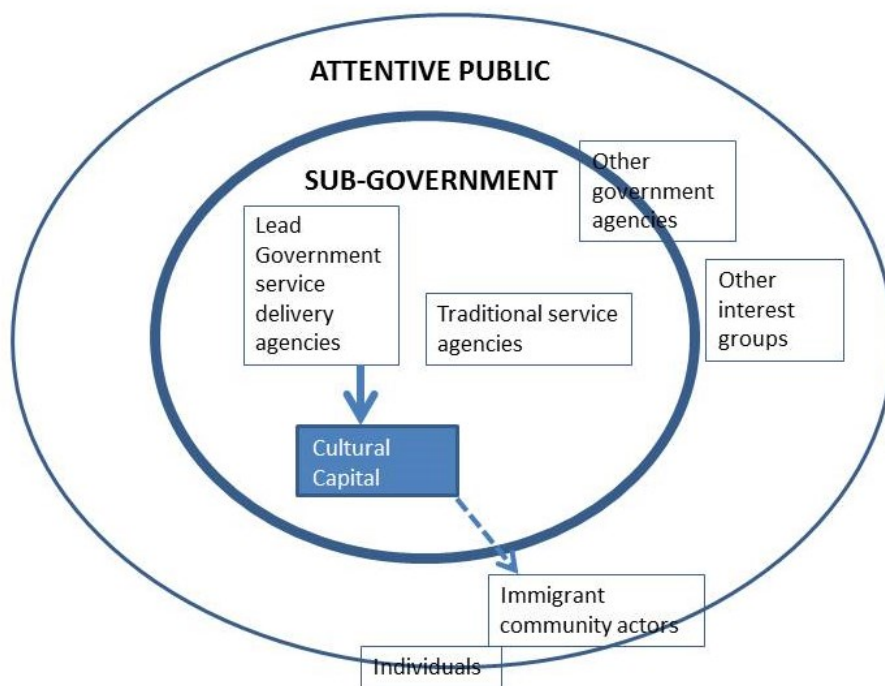 ATTENTIVE PUBLIC
SUB-GOVERNMENT
Other
government
agencies
Lead
Government
service
delivery
agencies
Traditional service
agencies
Other
interest
groups
Cultural
Capital
Immigrant
community actors
Individuals